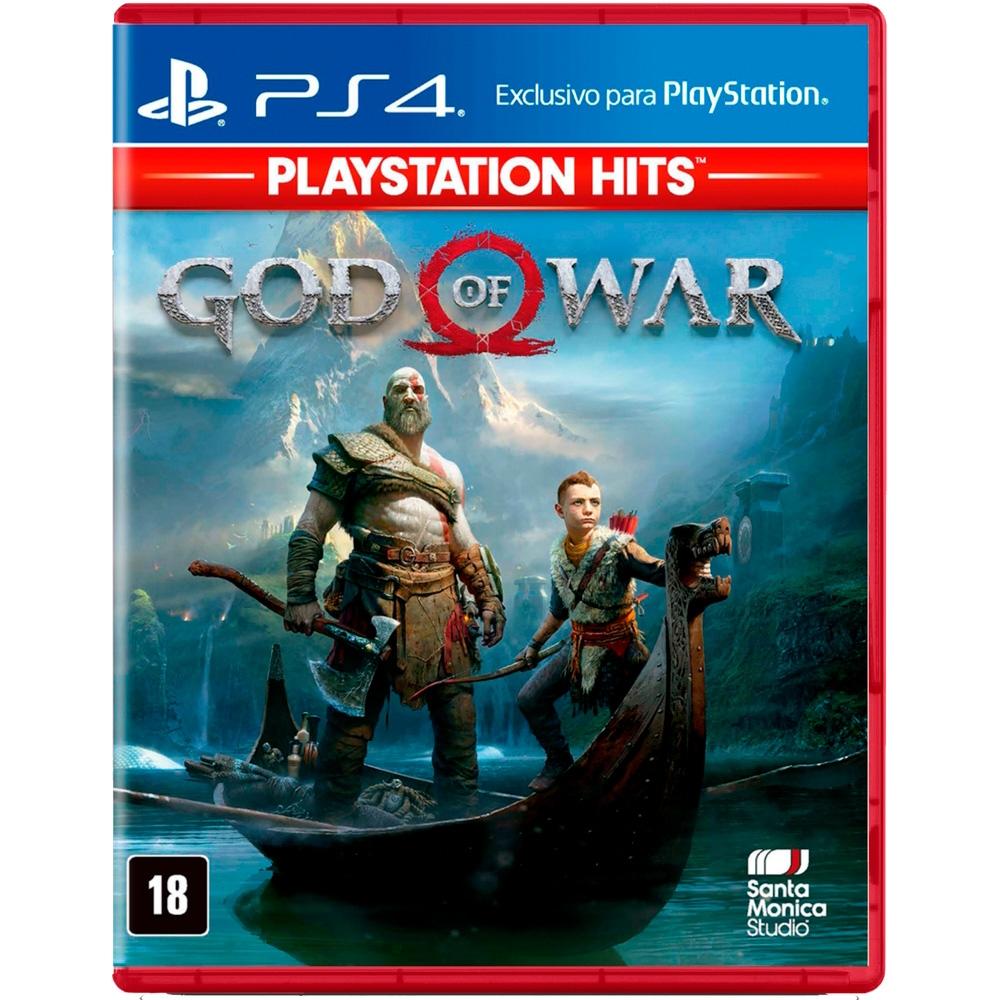 PS4® Exclusivo para PlayStation®
PLAYSTATION HITS™
GOD OF WAR
18
Santa
Monica
Studio